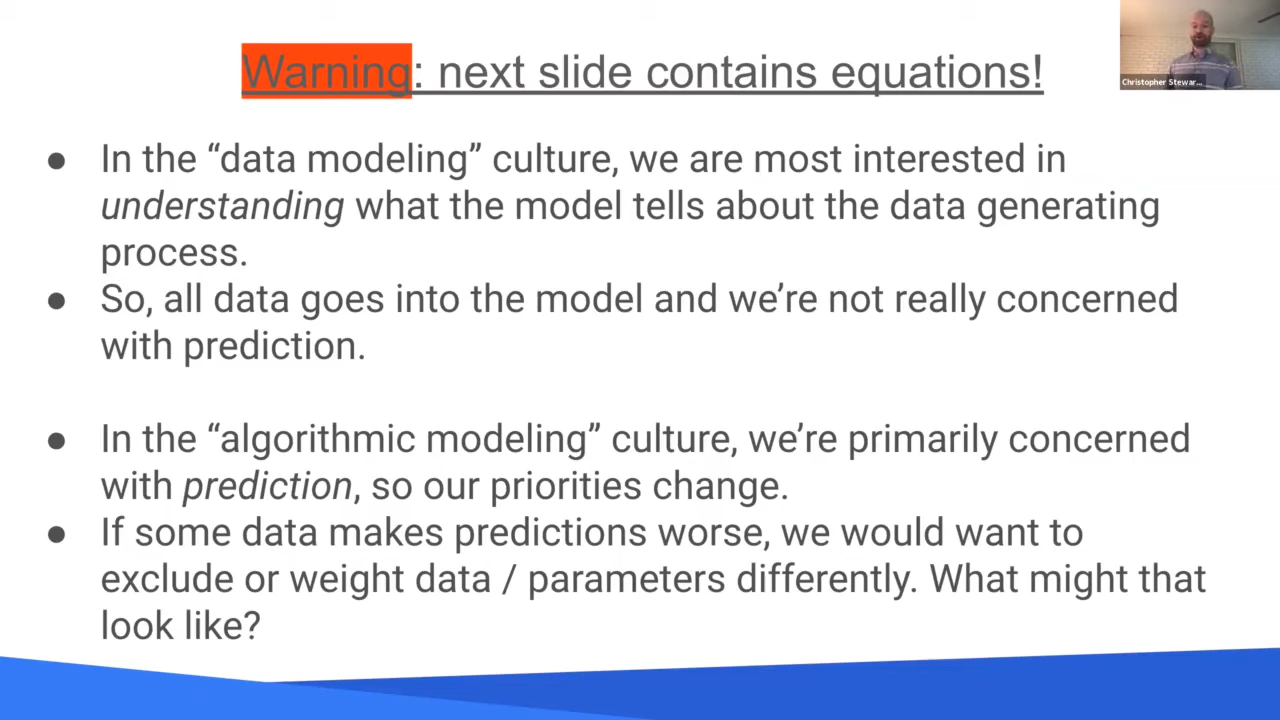 Warning: next slide contains equations!
Christopher Stewar...
● In the “data modeling” culture, we are most interested in
understanding what the model tells about the data generating
process.
● So, all data goes into the model and we’re not really concerned
with prediction.
● In the “algorithmic modeling” culture, we’re primarily concerned
with prediction, so our priorities change.
● If some data makes predictions worse, we would want to
exclude or weight data / parameters differently. What might that
look like?